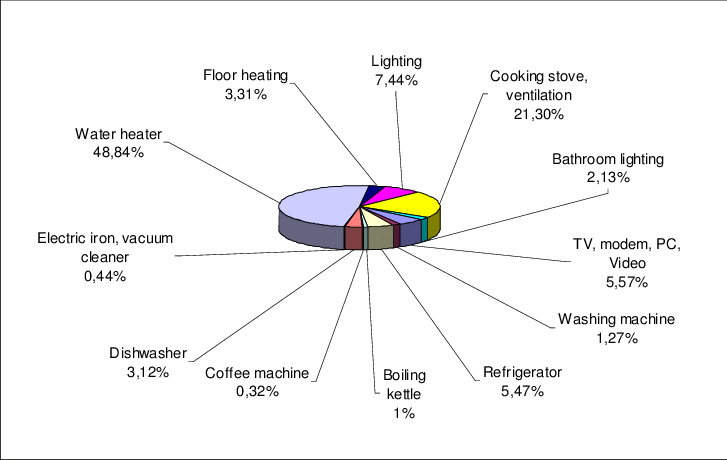 Lighting
7,44%
Floor heating
3,31%
Cooking stove,
ventilation
21,30%
Water heater
48,84%
Bathroom lighting
2,13%
Electric iron, vacuum
cleaner
0,44%
TV, modem, PC,
Video
5,57%
Washing machine
1,27%
Dishwasher
3,12%
Coffee machine
0,32%
Boiling
kettle
1%
Refrigerator
5,47%